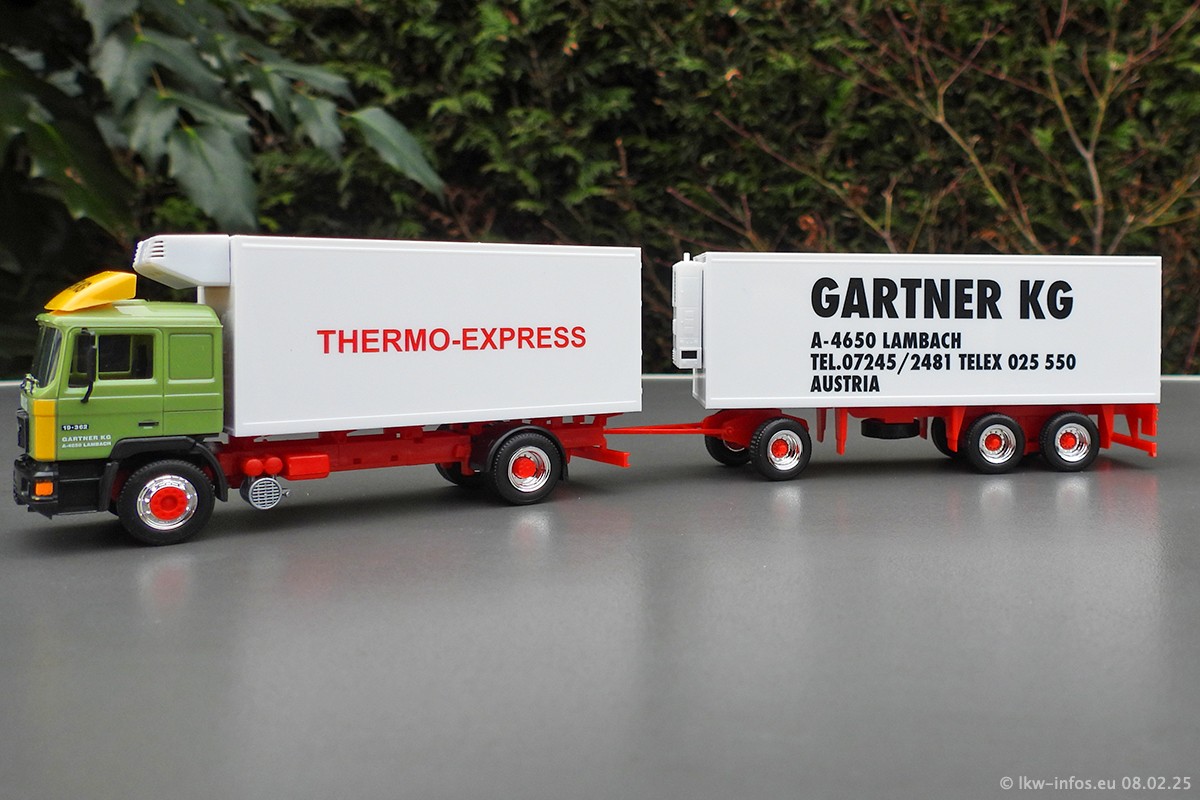 THERMO-EXPRESS
19·362
GARTNER KG
A-4650 LAMBACH
GARTNER KG
A-4650 LAMBACH
TEL.07245/2481 TELEX 025 550
AUSTRIA
© lkw-infos.eu 08.02.25